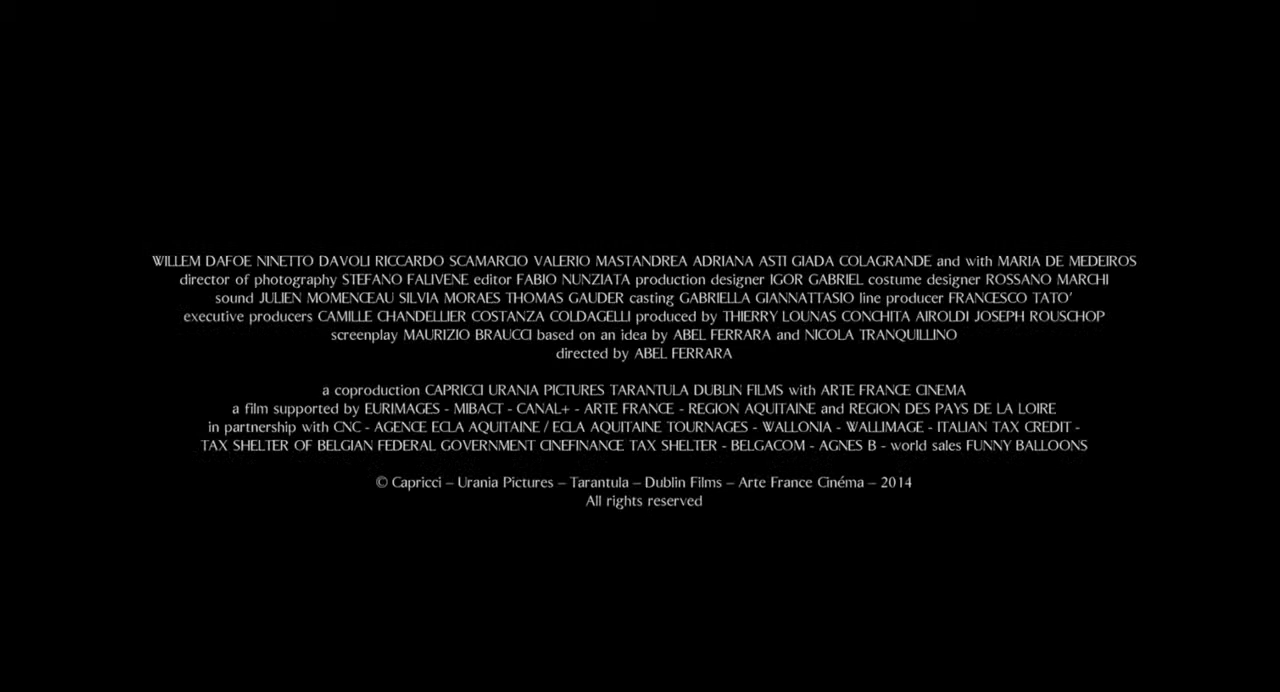 WILLEM DAFOE NINETTO DAVOLI RICCARDO SCAMARCIO VALERIO MASTANDREA ADRIANA ASTI GIADA COLAGRANDE and with MARIA DE MEDEIROS
director of photography STEFANO FALIVENE editor FABIO NUNZIATA production designer IGOR GABRIEL costume designer ROSSANO MARCHI
sound JULIEN MOMENCEAU SILVIA MORAES THOMAS GAUDER casting GABRIELLA GIANNATTASIO line producer FRANCESCO TATO'
executive producers CAMILLE CHANDELLIER COSTANZA COLDAGELLI produced by THIERRY LOUNAS CONCHITA AIROLDI JOSEPH ROUSCHOP
screenplay MAURIZIO BRAUCCI based on an idea by ABEL FERRARA and NICOLA TRANQUILLINO
directed by ABEL FERRARA
a coproduction CAPRICCI URANIA PICTURES TARANTULA DUBLIN FILMS with ARTE FRANCE CINEMA
a film supported by EURIMAGES - MIBACT - CANAL+ - ARTE FRANCE - REGION AQUITAINE and REGION DES PAYS DE LA LOIRE
in partnership with CNC - AGENCE ECLA AQUITAINE / ECLA AQUITAINE TOURNAGES - WALLONIA - WALLIMAGE - ITALIAN TAX CREDIT -
TAX SHELTER OF BELGIAN FEDERAL GOVERNMENT CINEFINANCE TAX SHELTER - BELGACOM - AGNES B - world sales FUNNY BALLOONS
© Capricci – Urania Pictures – Tarantula – Dublin Films – Arte France Cinéma – 2014
All rights reserved